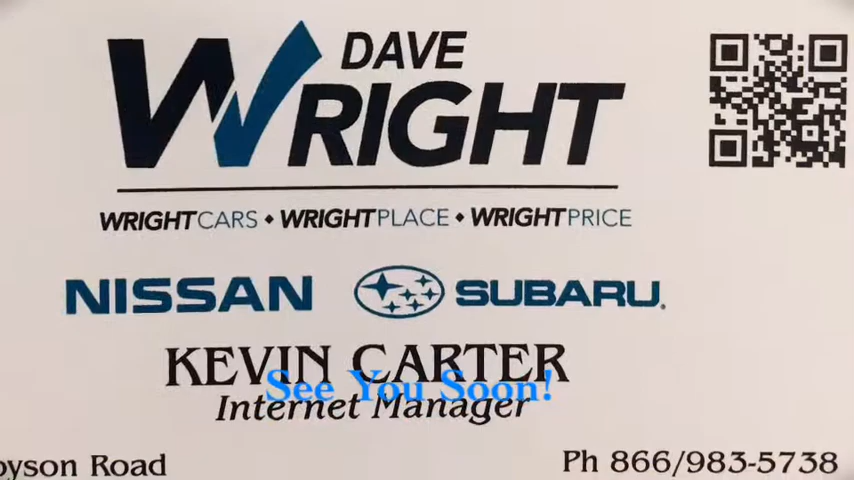 DAVE
WRIGHT
WRIGHTCARS • WRIGHTPLACE • WRIGHTPRICE
NISSAN SUBARU®
KEVIN CARTER
See You Soon!
Internet Manager
Road Ph 866/983-5738